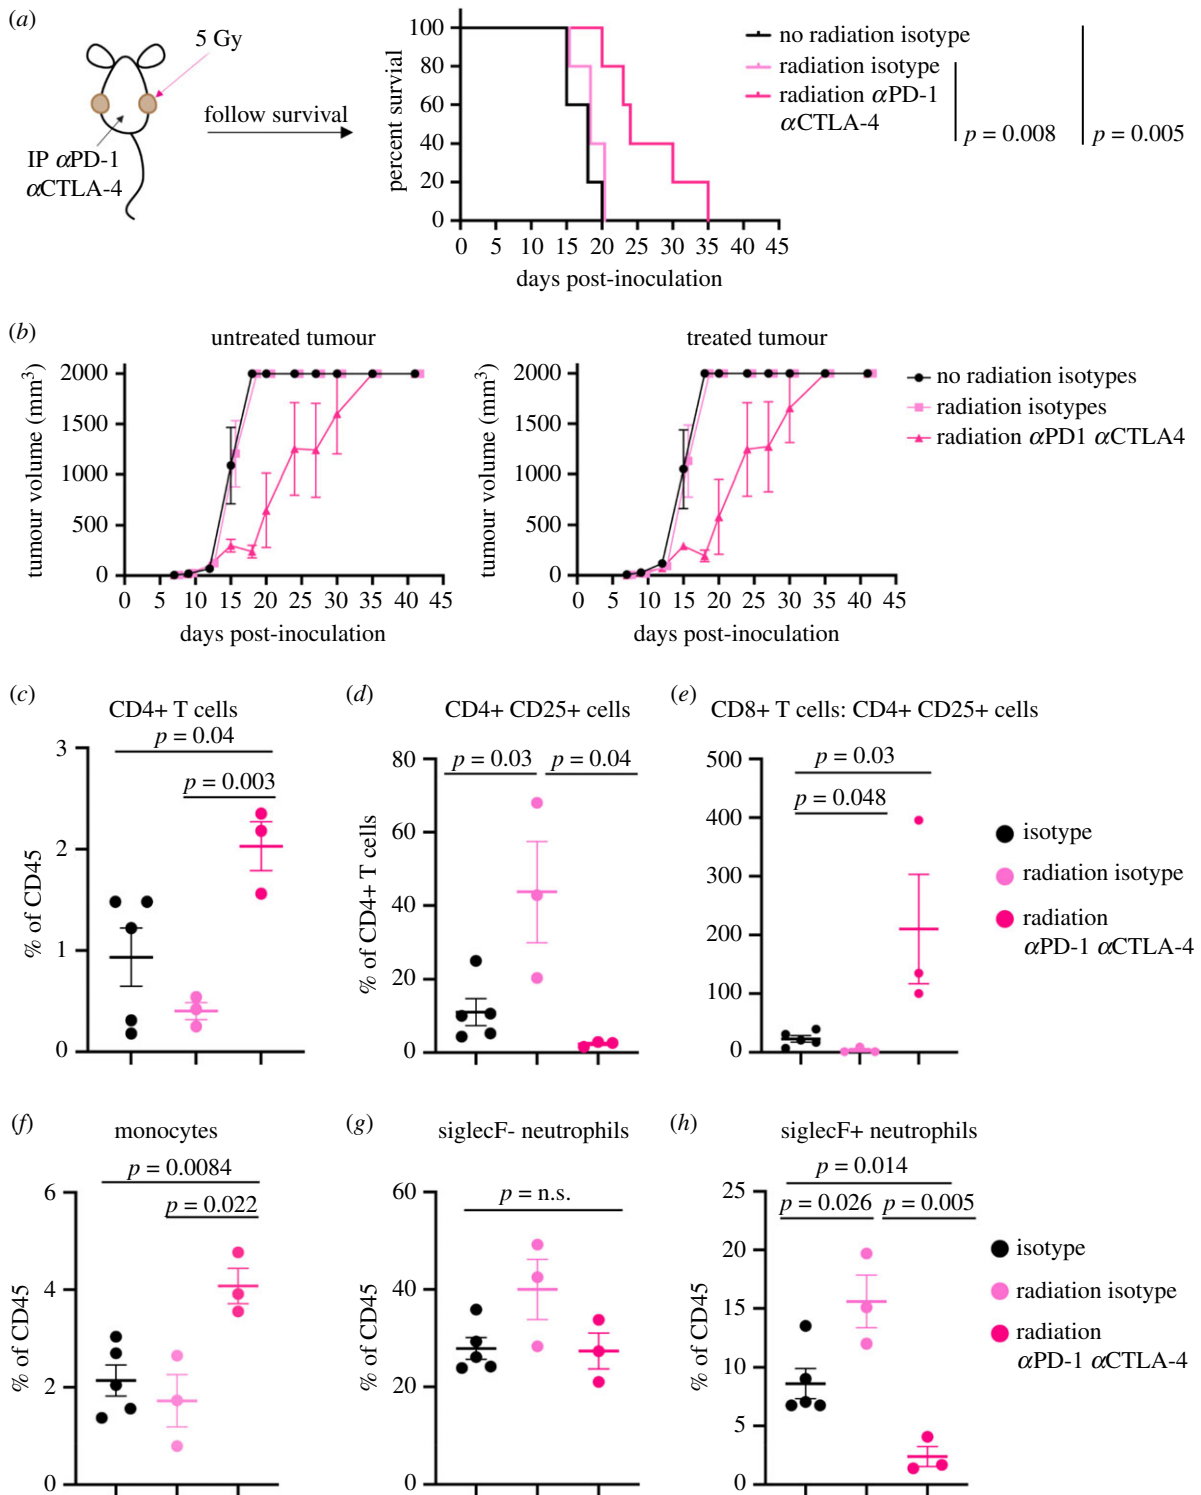 (a)
5 Gy
IP αPD-1
αCTLA-4
follow survival
percent survial
100
80
60
40
20
0
0 5 10 15 20 25 30 35 40 45
days post-inoculation
no radiation isotype
radiation isotype
radiation αPD-1
αCTLA-4
p = 0.008
p = 0.005
(b)
untreated tumour
tumour volume (mm³)
2000
1500
1000
500
0
0 5 10 15 20 25 30 35 40 45
days post-inoculation
treated tumour
tumour volume (mm³)
2000
1500
1000
500
0
0 5 10 15 20 25 30 35 40 45
days post-inoculation
no radiation isotypes
radiation isotypes
radiation αPD1 αCTLA4
(c)
CD4+ T cells
p = 0.04
p = 0.003
% of CD45
3
2
1
0
(d)
CD4+ CD25+ cells
p = 0.03
p = 0.04
% of CD4+ T cells
80
60
40
20
0
(e)
CD8+ T cells: CD4+ CD25+ cells
p = 0.03
p = 0.048
500
400
300
200
100
0
isotype
radiation isotype
radiation
αPD-1 αCTLA-4
(f)
monocytes
p = 0.0084
p = 0.022
% of CD45
6
4
2
0
(g)
siglecF- neutrophils
p = n.s.
% of CD45
60
40
20
0
(h)
siglecF+ neutrophils
p = 0.014
p = 0.026
p = 0.005
% of CD45
25
20
15
10
5
0
isotype
radiation isotype
radiation
αPD-1 αCTLA-4